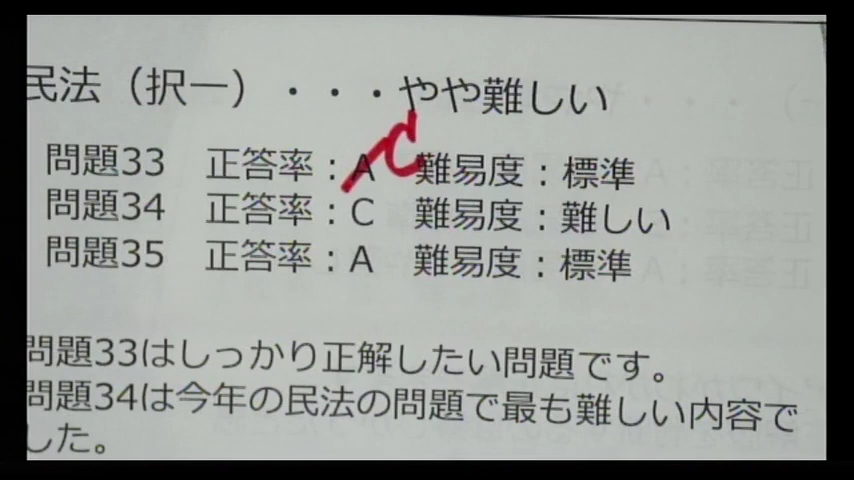 民法（択一）・・・やや難しい
問題33 正答率：A C 難易度：標準
問題34 正答率：C 難易度：難しい
問題35 正答率：A 難易度：標準
問題33はしっかり正解したい問題です。
問題34は今年の民法の問題で最も難しい内容で
した。